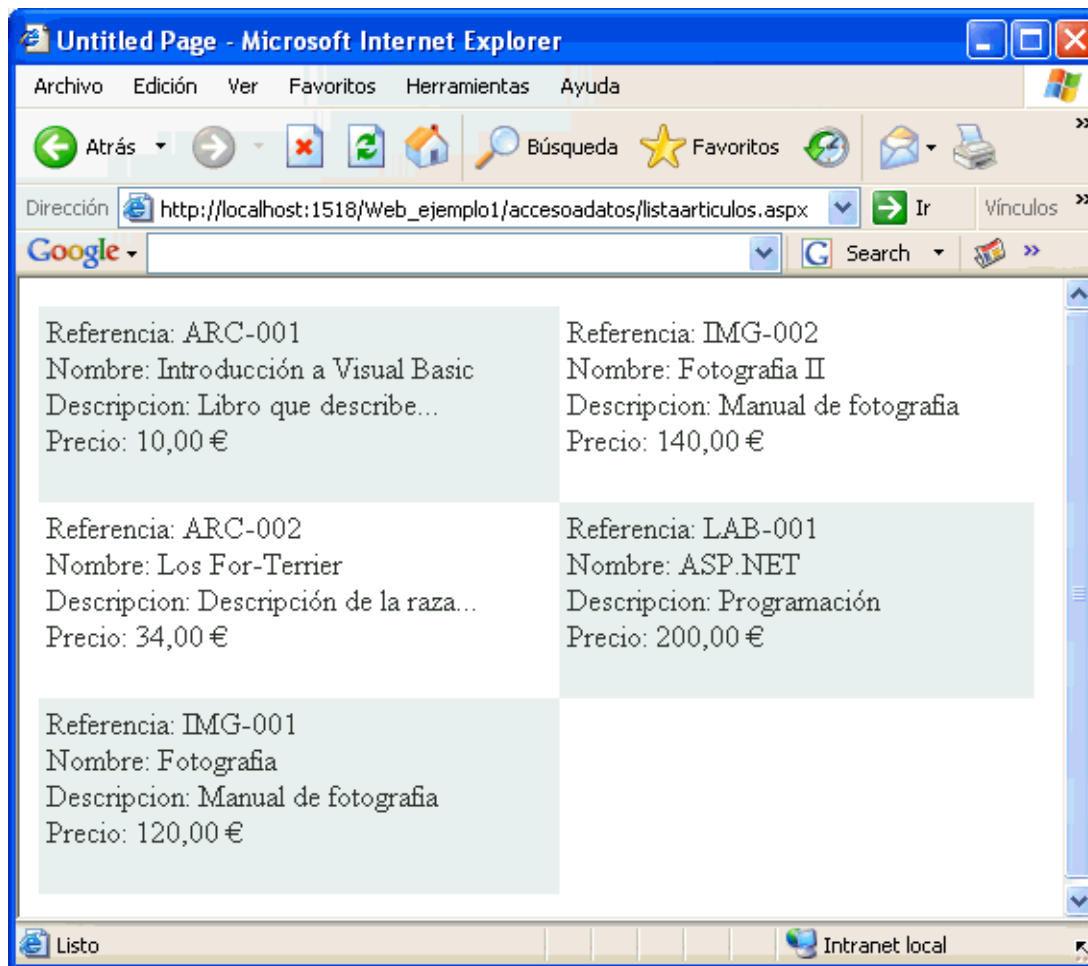 Untitled Page - Microsoft Internet Explorer
Archivo Edición Ver Favoritos Herramientas Ayuda
Atrás Búsqueda Favoritos
Dirección http://localhost:1518/Web_ejemplo1/accesoadatos/listaarticulos.aspx Ir Vínculos
Google G Search
Referencia: ARC-001
Nombre: Introducción a Visual Basic
Descripcion: Libro que describe...
Precio: 10,00 €
Referencia: IMG-002
Nombre: Fotografia II
Descripcion: Manual de fotografia
Precio: 140,00 €
Referencia: ARC-002
Nombre: Los For-Terrier
Descripcion: Descripción de la raza...
Precio: 34,00 €
Referencia: LAB-001
Nombre: ASP.NET
Descripcion: Programación
Precio: 200,00 €
Referencia: IMG-001
Nombre: Fotografia
Descripcion: Manual de fotografia
Precio: 120,00 €
Listo Intranet local